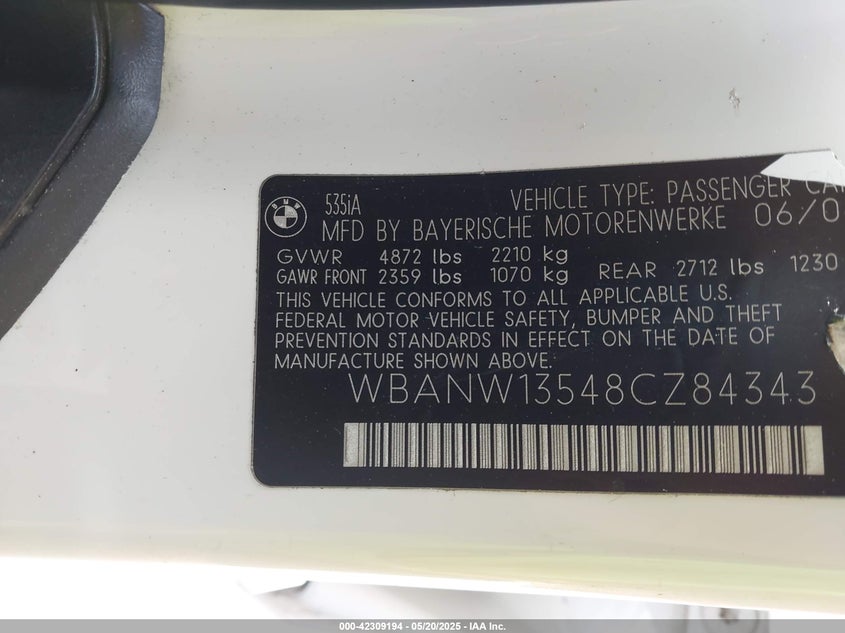 BMW
535iA VEHICLE TYPE: PASSENGER CAR
MFD BY BAYERISCHE MOTORENWERKE 06/0
GVWR 4872 lbs 2210 kg
GAWR FRONT 2359 lbs 1070 kg REAR 2712 lbs 1230
THIS VEHICLE CONFORMS TO ALL APPLICABLE U.S.
FEDERAL MOTOR VEHICLE SAFETY, BUMPER AND THEFT
PREVENTION STANDARDS IN EFFECT ON THE DATE OF
MANUFACTURE SHOWN ABOVE.
WBANW13548CZ84343
000-42309194 - 05/20/2025 - IAA Inc.